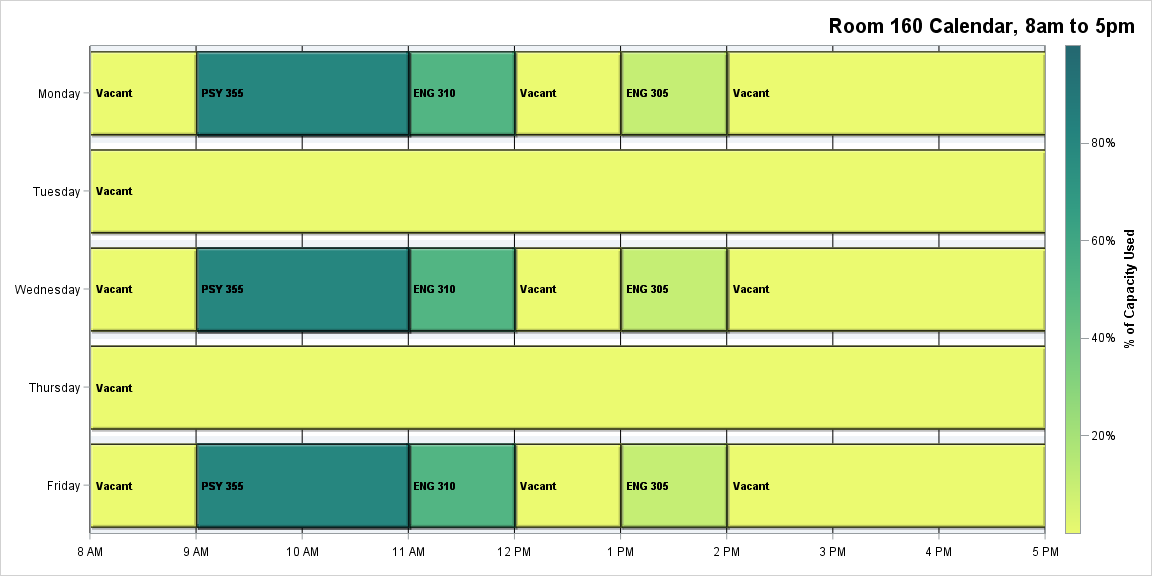 Room 160 Calendar, 8am to 5pm
Monday
Vacant
PSY 355
ENG 310
Vacant
ENG 305
Vacant
Tuesday
Vacant
Wednesday
Vacant
PSY 355
ENG 310
Vacant
ENG 305
Vacant
Thursday
Vacant
Friday
Vacant
PSY 355
ENG 310
Vacant
ENG 305
Vacant
8 AM
9 AM
10 AM
11 AM
12 PM
1 PM
2 PM
3 PM
4 PM
5 PM
80%
60%
40%
20%
% of Capacity Used